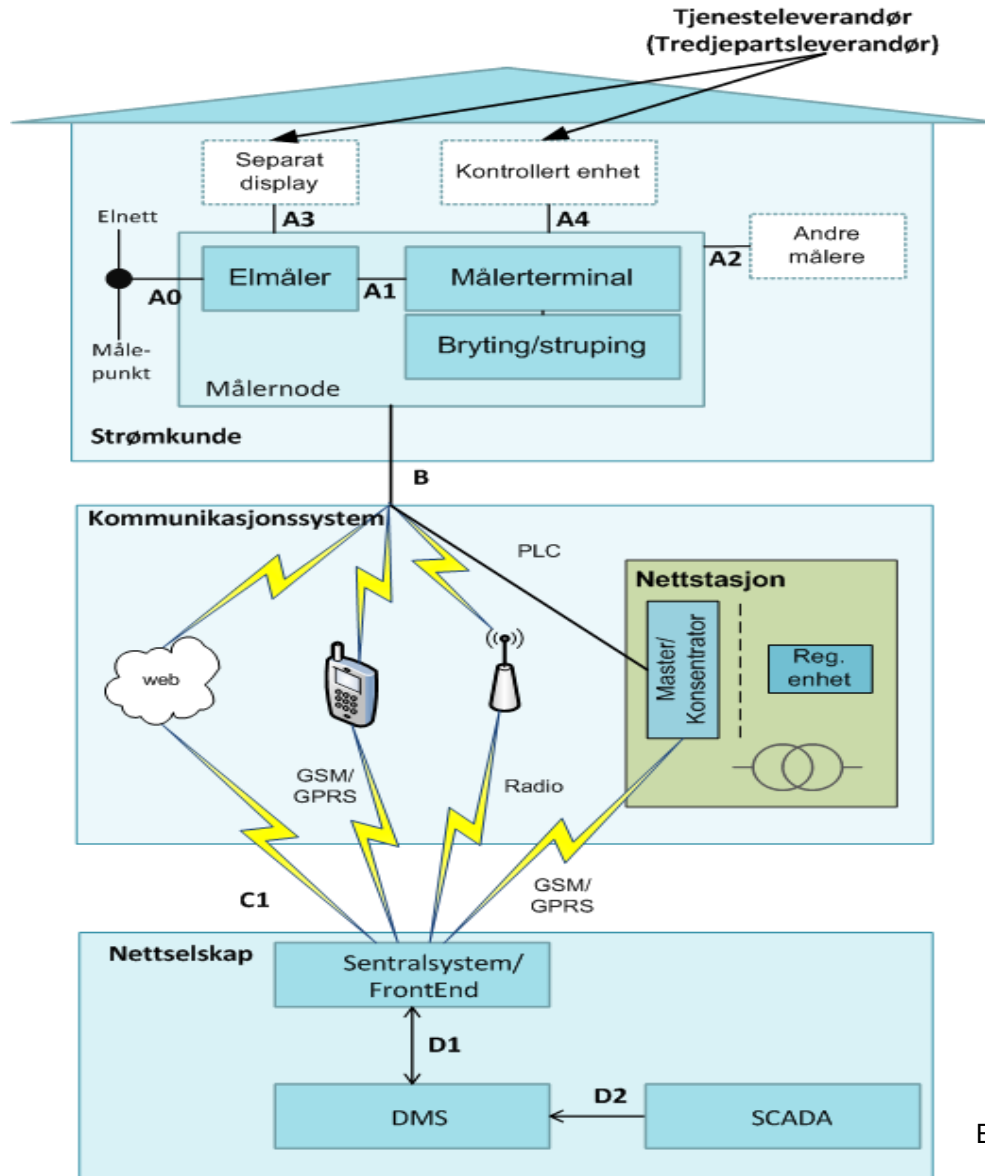 Tjenesteleverandør
(Tredjepartsleverandør)
Separat
display
Kontrollert enhet
Andre
målere
Elnett
A3
A4
A2
A0
Elmåler
A1
Målerterminal
Bryting/struping
Måle-
punkt
Målernode
Strømkunde
B
Kommunikasjonssystem
PLC
Nettstasjon
Master/
Konsentrator
Reg.
enhet
web
GSM/
GPRS
Radio
GSM/
GPRS
C1
Nettselskap
Sentralsystem/
FrontEnd
D1
D2
DMS
SCADA
E